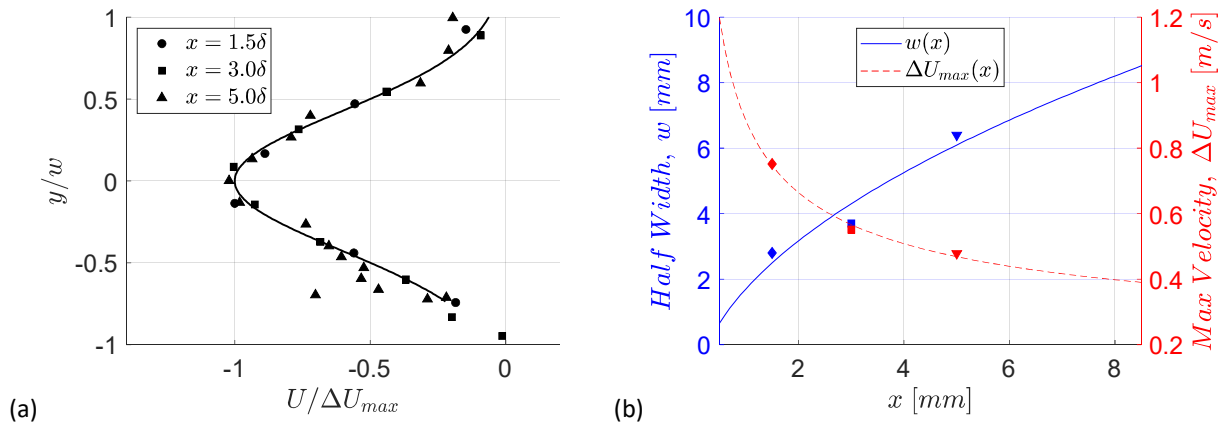 1
0.5
0
-0.5
-1
y/w
x = 1.5δ
x = 3.0δ
x = 5.0δ
-1 -0.5 0
U/ΔU_max
(a)
10
8
6
4
2
0
Half Width, w [mm]
w(x)
ΔU_max(x)
1.2
1
0.8
0.6
0.4
0.2
Max Velocity, ΔU_max [m/s]
2 4 6 8
x [mm]
(b)